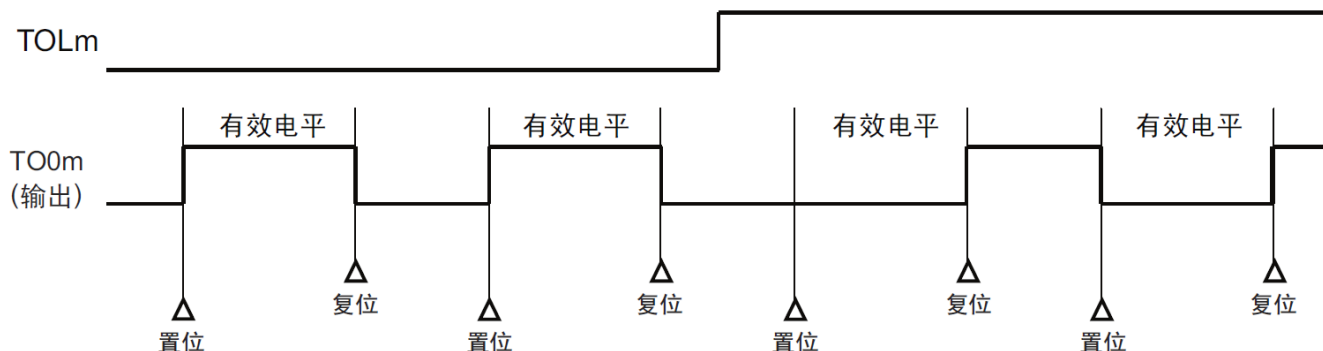 TOLm
有效电平 有效电平 有效电平 有效电平
TO0m
(输出)
复位 复位 复位 复位
置位 置位 置位 置位